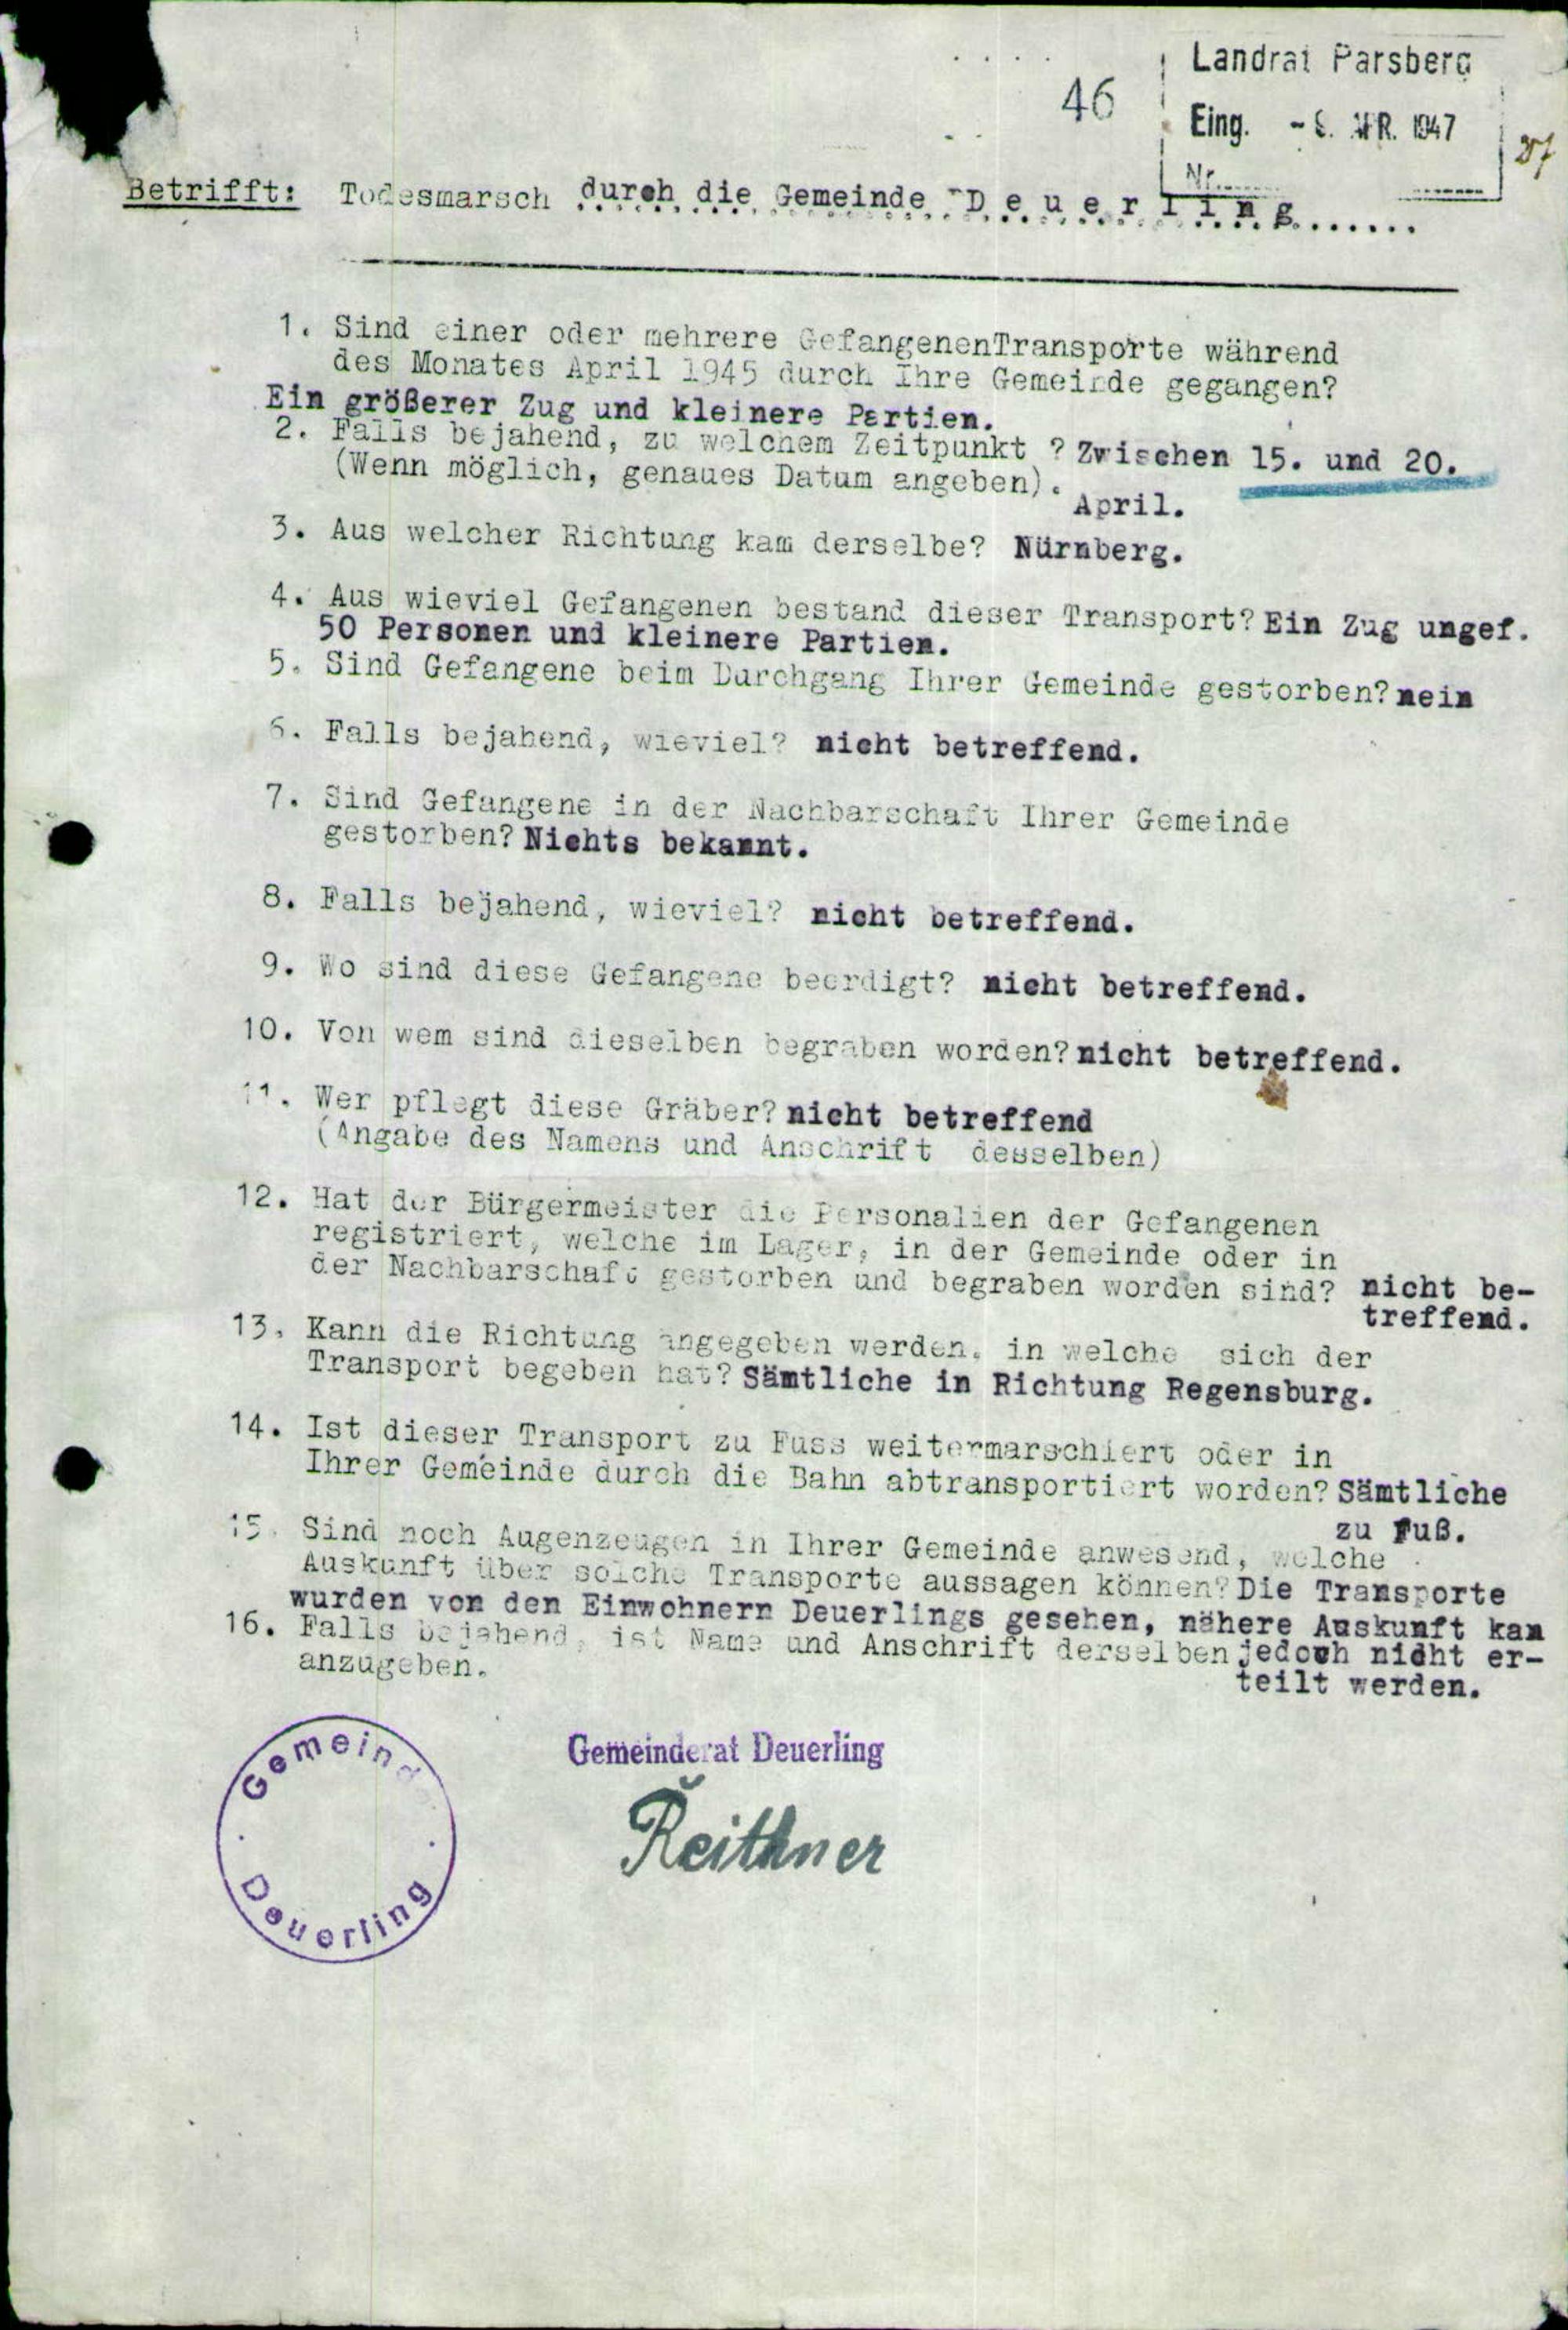 Landrat Parsberg
46
Eing. - . APR. 1947
Nr.
Betrifft: Todesmarsch durch die Gemeinde D e u e r l i n g
1. Sind einer oder mehrere GefangenenTransporte während
des Monates April 1945 durch Ihre Gemeinde gegangen?
Ein größerer Zug und kleinere Partien.
2. Falls bejahend, zu welchem Zeitpunkt ? Zwischen 15. und 20.
(Wenn möglich, genaues Datum angeben).
April.
3. Aus welcher Richtung kam derselbe? Nürnberg.
4. Aus wieviel Gefangenen bestand dieser Transport? Ein Zug ungef.
50 Personen und kleinere Partien.
5. Sind Gefangene beim Durchgang Ihrer Gemeinde gestorben? nein
6. Falls bejahend, wieviel? nicht betreffend.
7. Sind Gefangene in der Nachbarschaft Ihrer Gemeinde
gestorben? Nichts bekannt.
8. Falls bejahend, wieviel? nicht betreffend.
9. Wo sind diese Gefangene beerdigt? nicht betreffend.
10. Von wem sind dieselben begraben worden? nicht betreffend.
11. Wer pflegt diese Gräber? nicht betreffend
(Angabe des Namens und Anschrift desselben)
12. Hat der Bürgermeister die Personalien der Gefangenen
registriert, welche im Lager, in der Gemeinde oder in
der Nachbarschaft gestorben und begraben worden sind? nicht be-
treffend.
13. Kann die Richtung angegeben werden, in welche sich der
Transport begeben hat? Sämtliche in Richtung Regensburg.
14. Ist dieser Transport zu Fuss weitermarschiert oder in
Ihrer Gemeinde durch die Bahn abtransportiert worden? Sämtliche
zu Fuß.
15. Sind noch Augenzeugen in Ihrer Gemeinde anwesend, welche
Auskunft über solche Transporte aussagen können? Die Transporte
wurden von den Einwohnern Deuerlings gesehen, nähere Auskunft kan
16. Falls bejahend, ist Name und Anschrift derselben jedoch nicht er-
anzugeben.
teilt werden.
Gemeinde
Deuerling
Gemeinderat Deuerling
Reithner